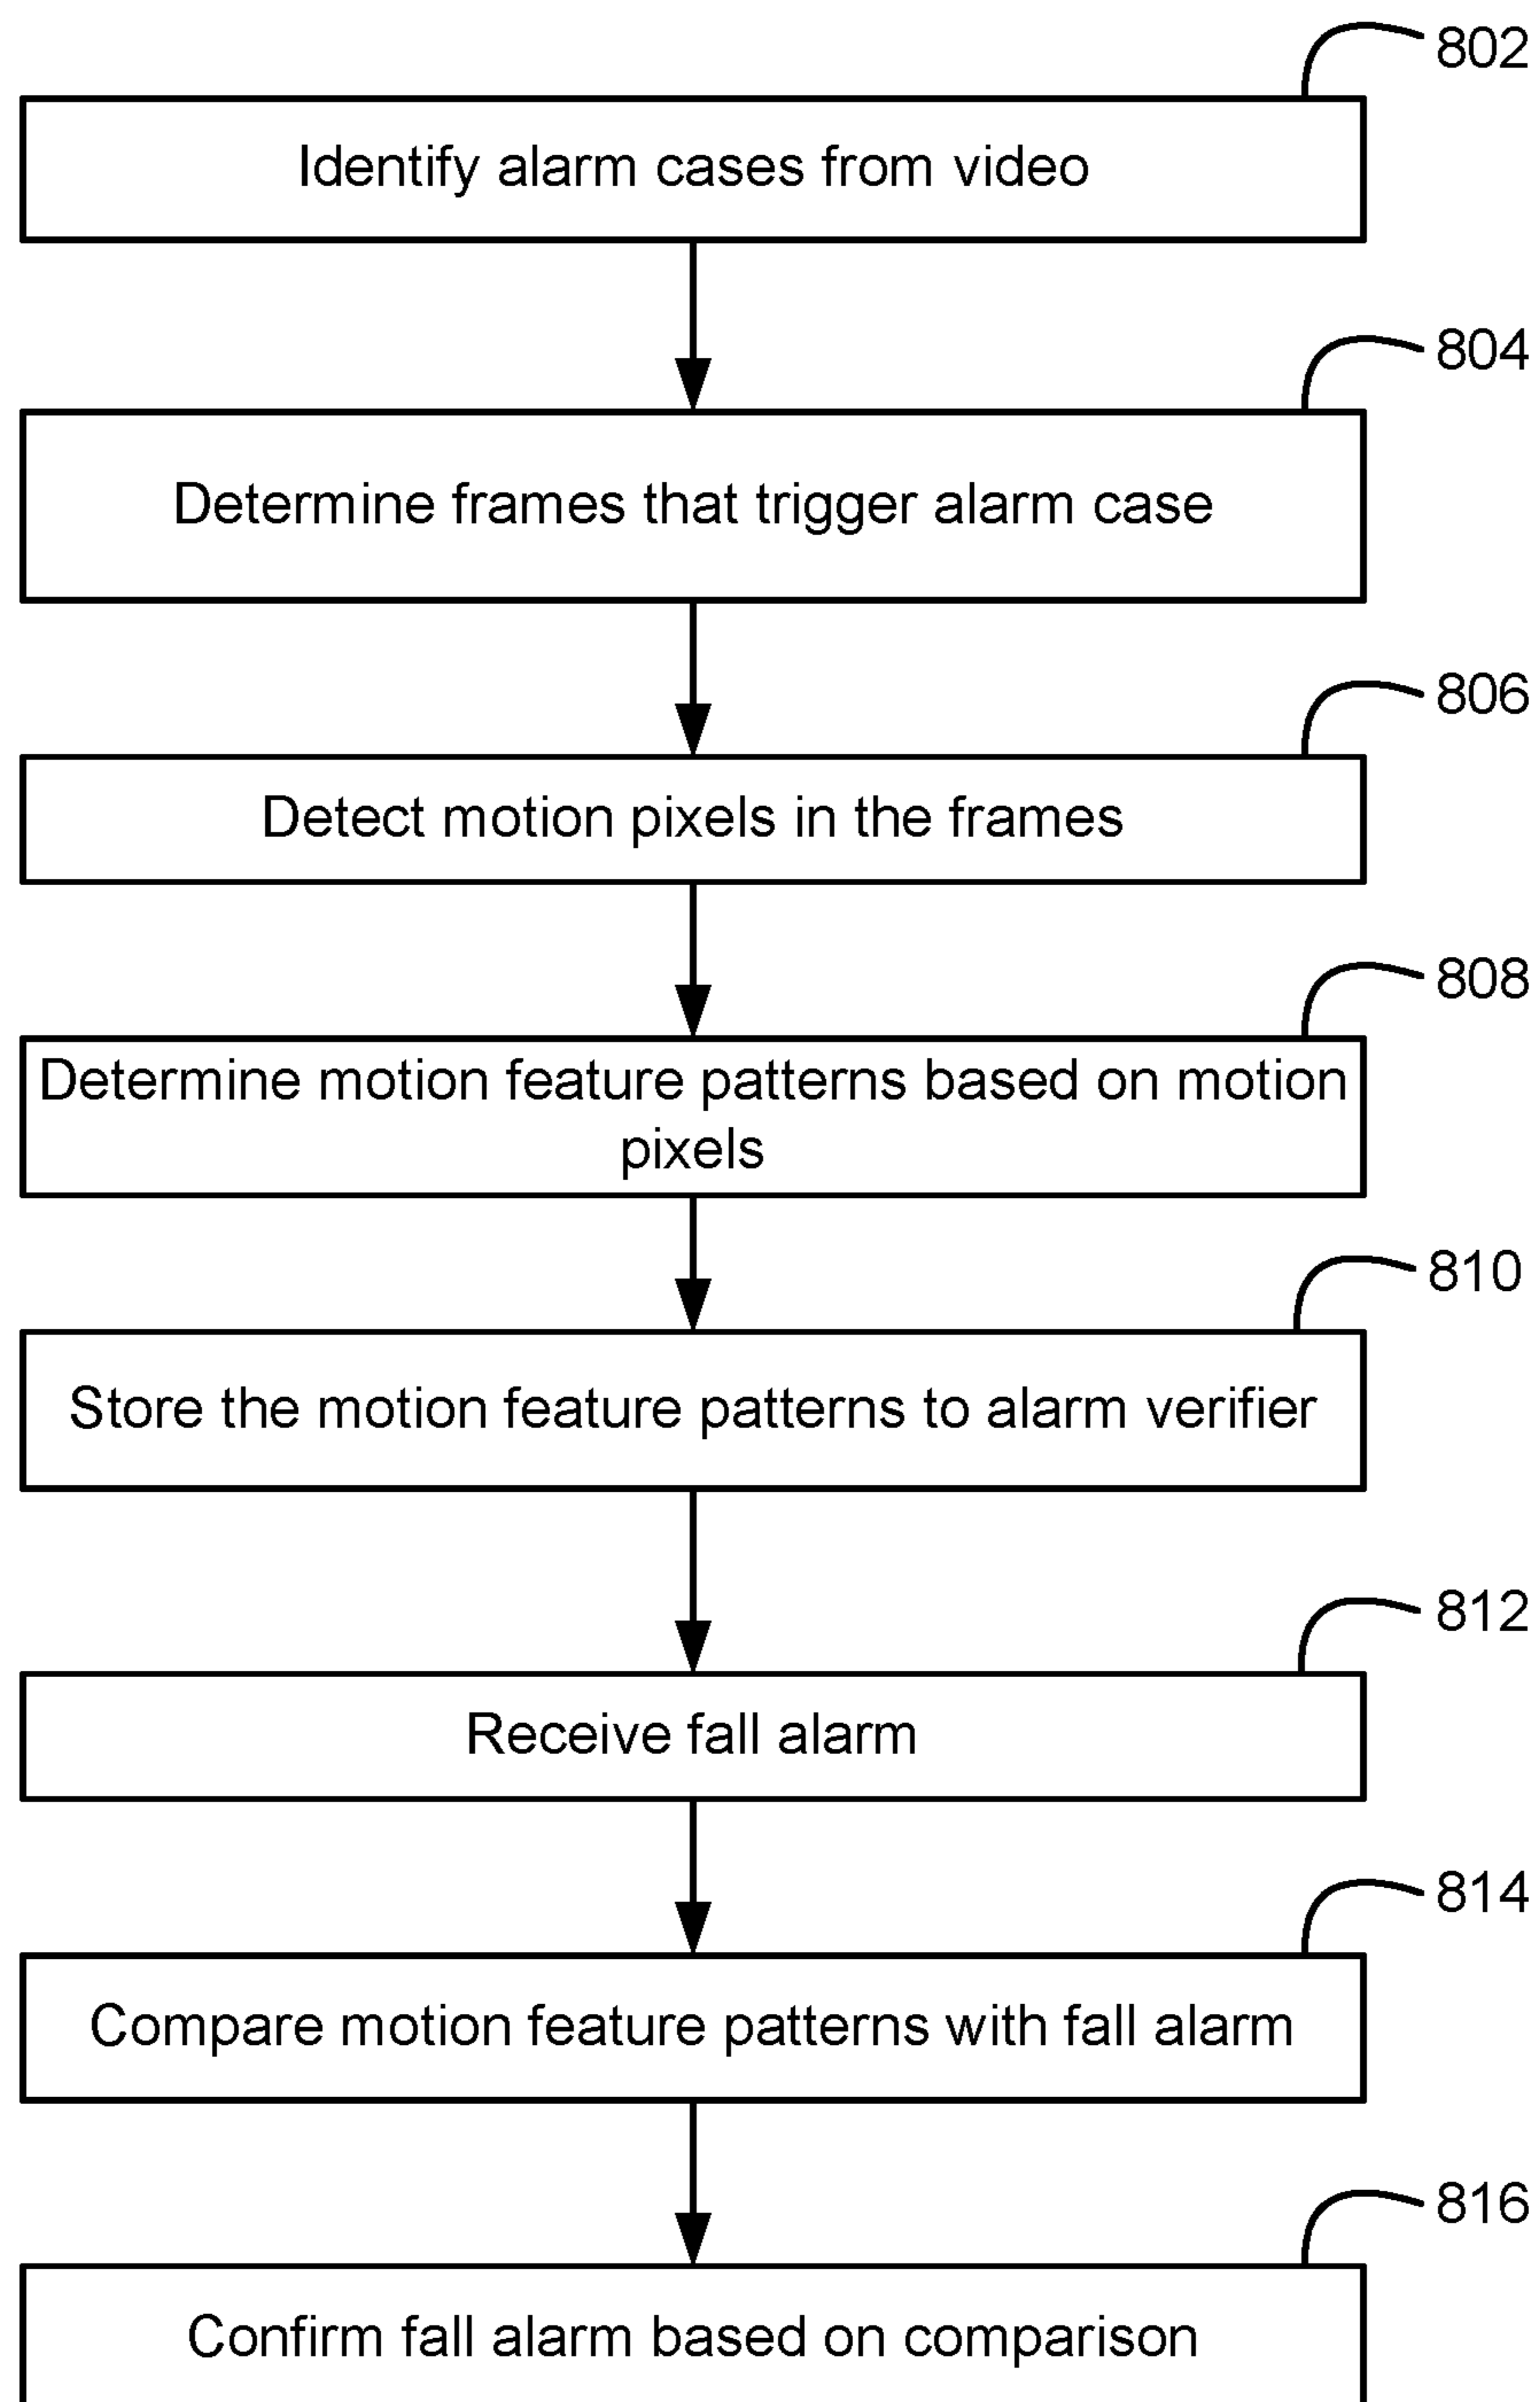 802
Identify alarm cases from video
804
Determine frames that trigger alarm case
806
Detect motion pixels in the frames
808
Determine motion feature patterns based on motion
pixels
810
Store the motion feature patterns to alarm verifier
812
Receive fall alarm
814
Compare motion feature patterns with fall alarm
816
Confirm fall alarm based on comparison